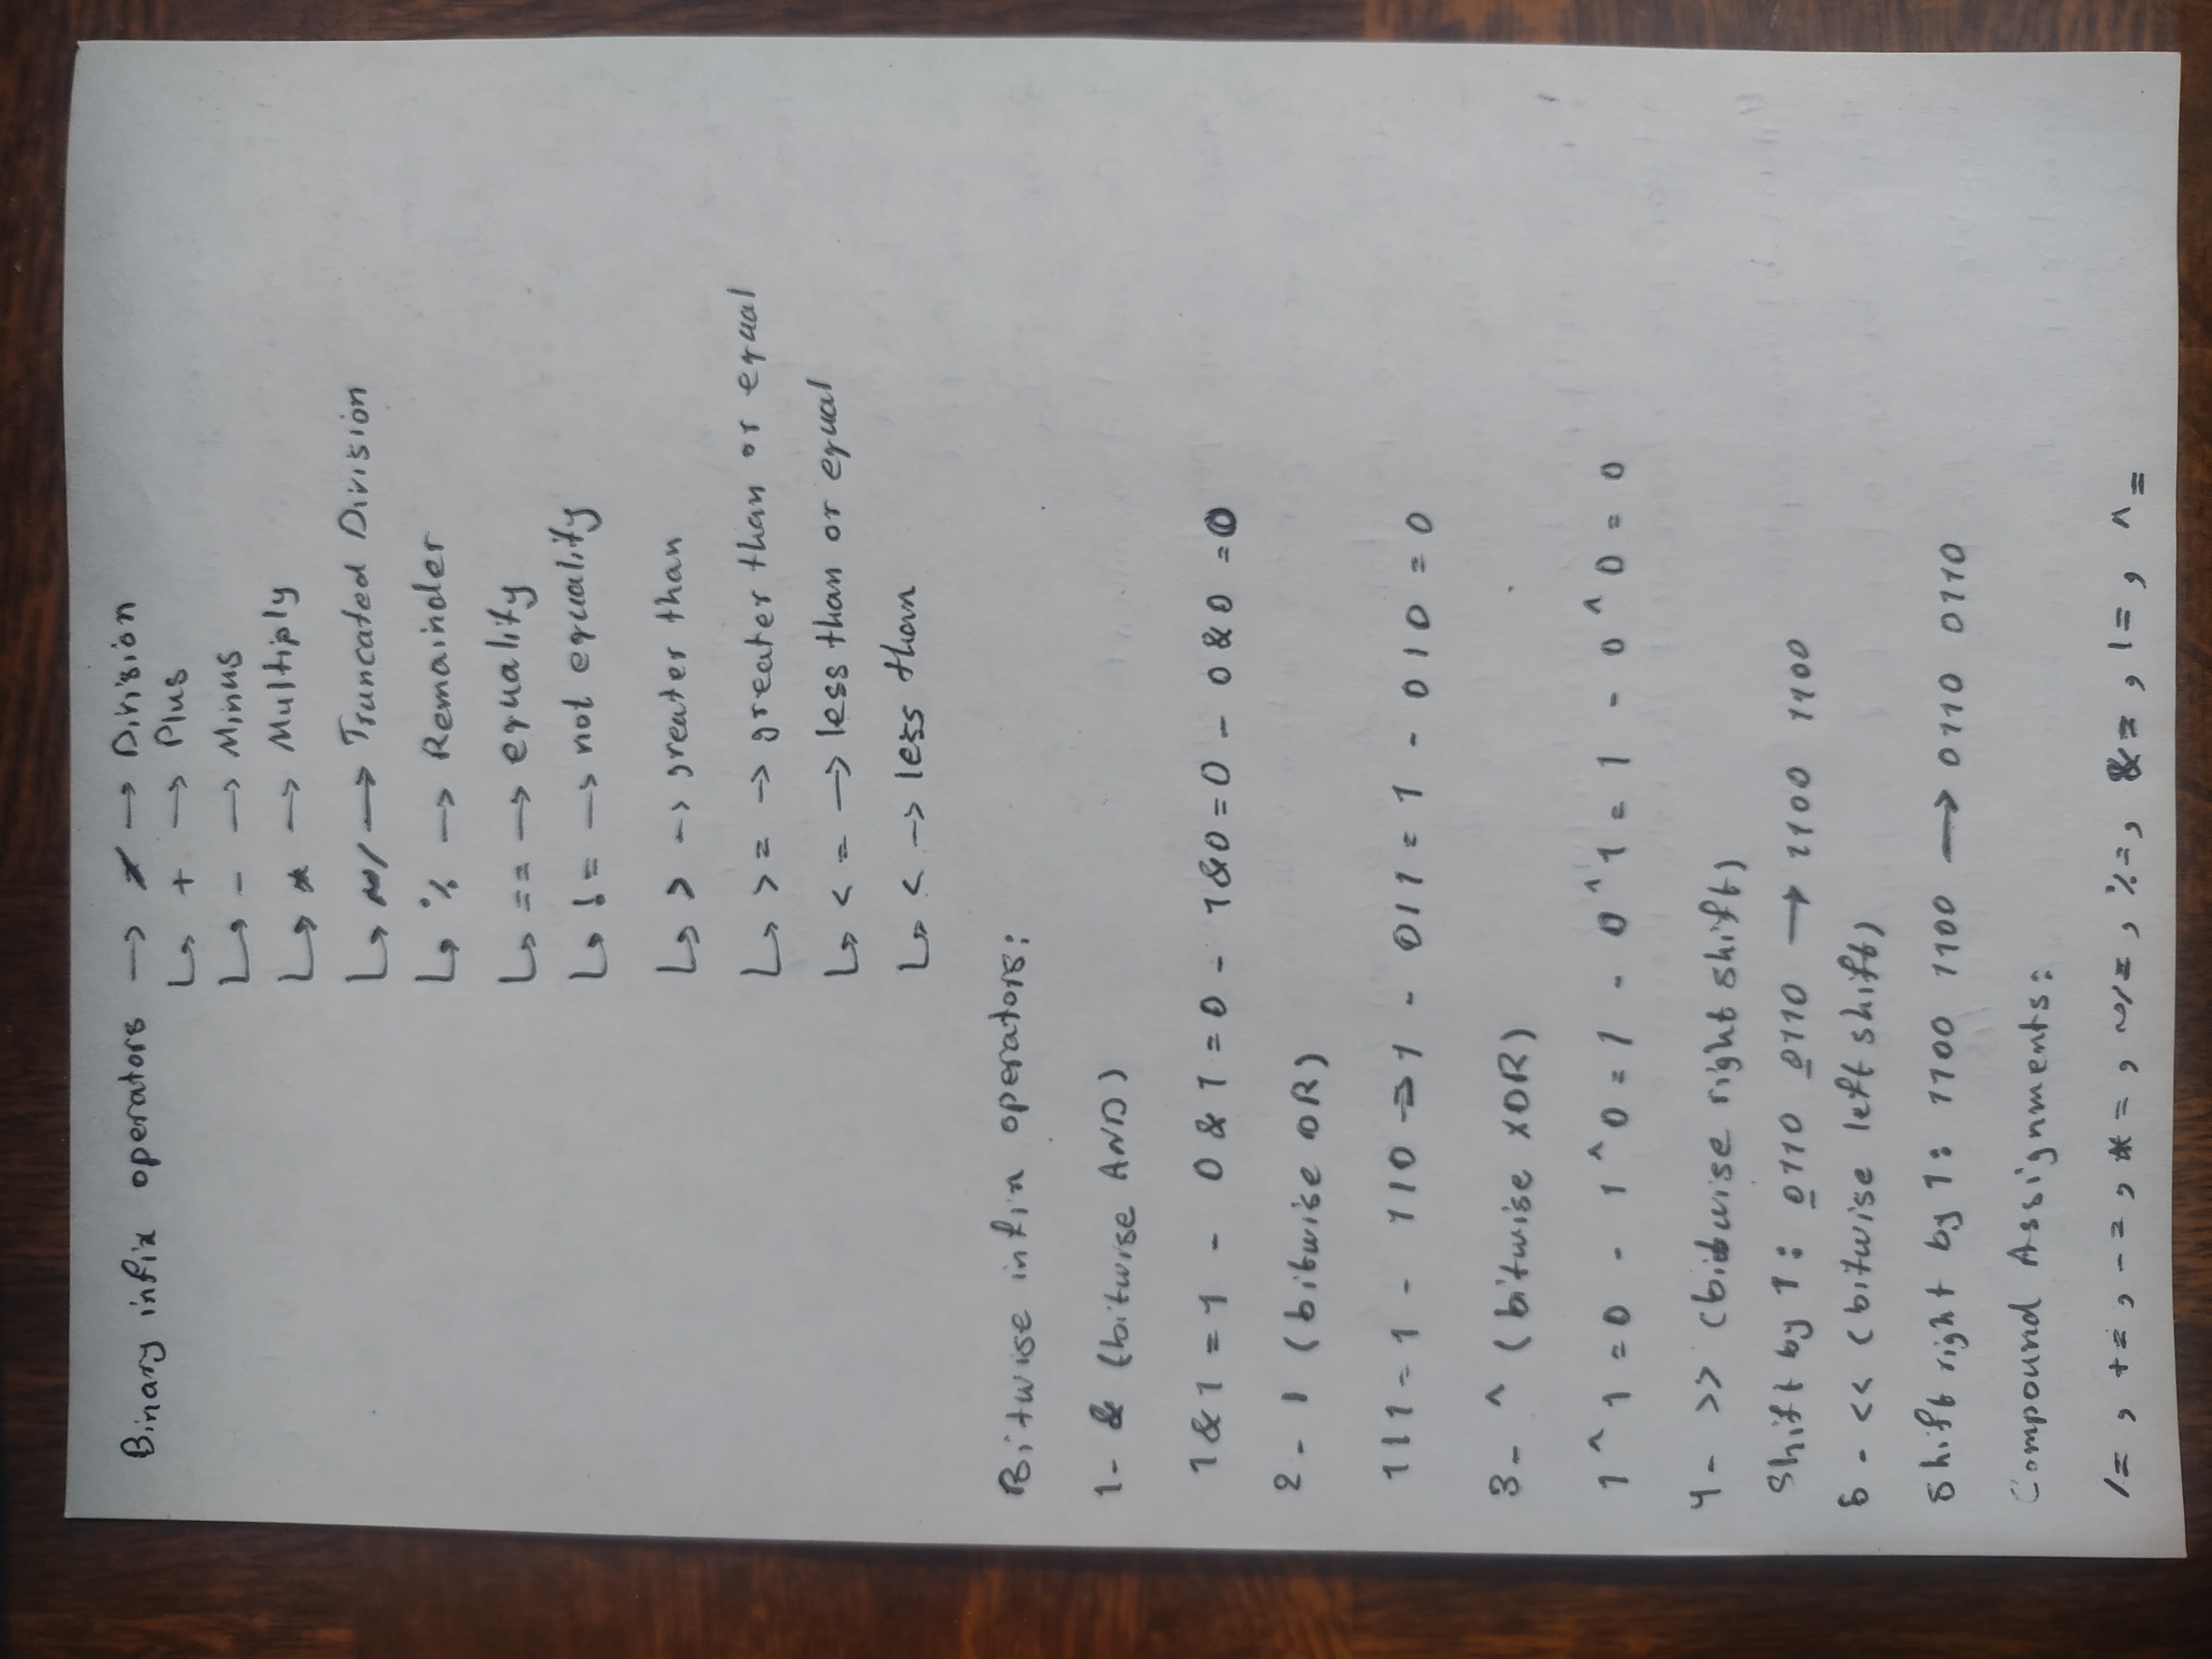 Binary infix operators → / → Division
↳ + → Plus
↳ - → Minus
↳ * → Multiply
↳ ~/ → Truncated Division
↳ % → Remainder
↳ == → equality
↳ != → not equality
↳ > → greater than
↳ >= → greater than or equal
↳ <= → less than or equal
↳ < → less than
Bitwise infix operators:
1- & (bitwise AND)
1&1=1 - 0&1=0 - 1&0=0 - 0&0=0
2- | (bitwise OR)
1|1=1 - 1|0→1 - 0|1=1 - 0|0=0
3- ^ (bitwise XOR)
1^1=0 - 1^0=1 - 0^1=1 - 0^0=0
4- >> (bitwise right shift)
Shift by 1: 0110 0110 → 1100 1100
5- << (bitwise left shift)
Shift right by 1: 1100 1100 → 0110 0110
Compound Assignments:
/=, +=, -=, *=, ~/=, %=, &=, |=, ^=